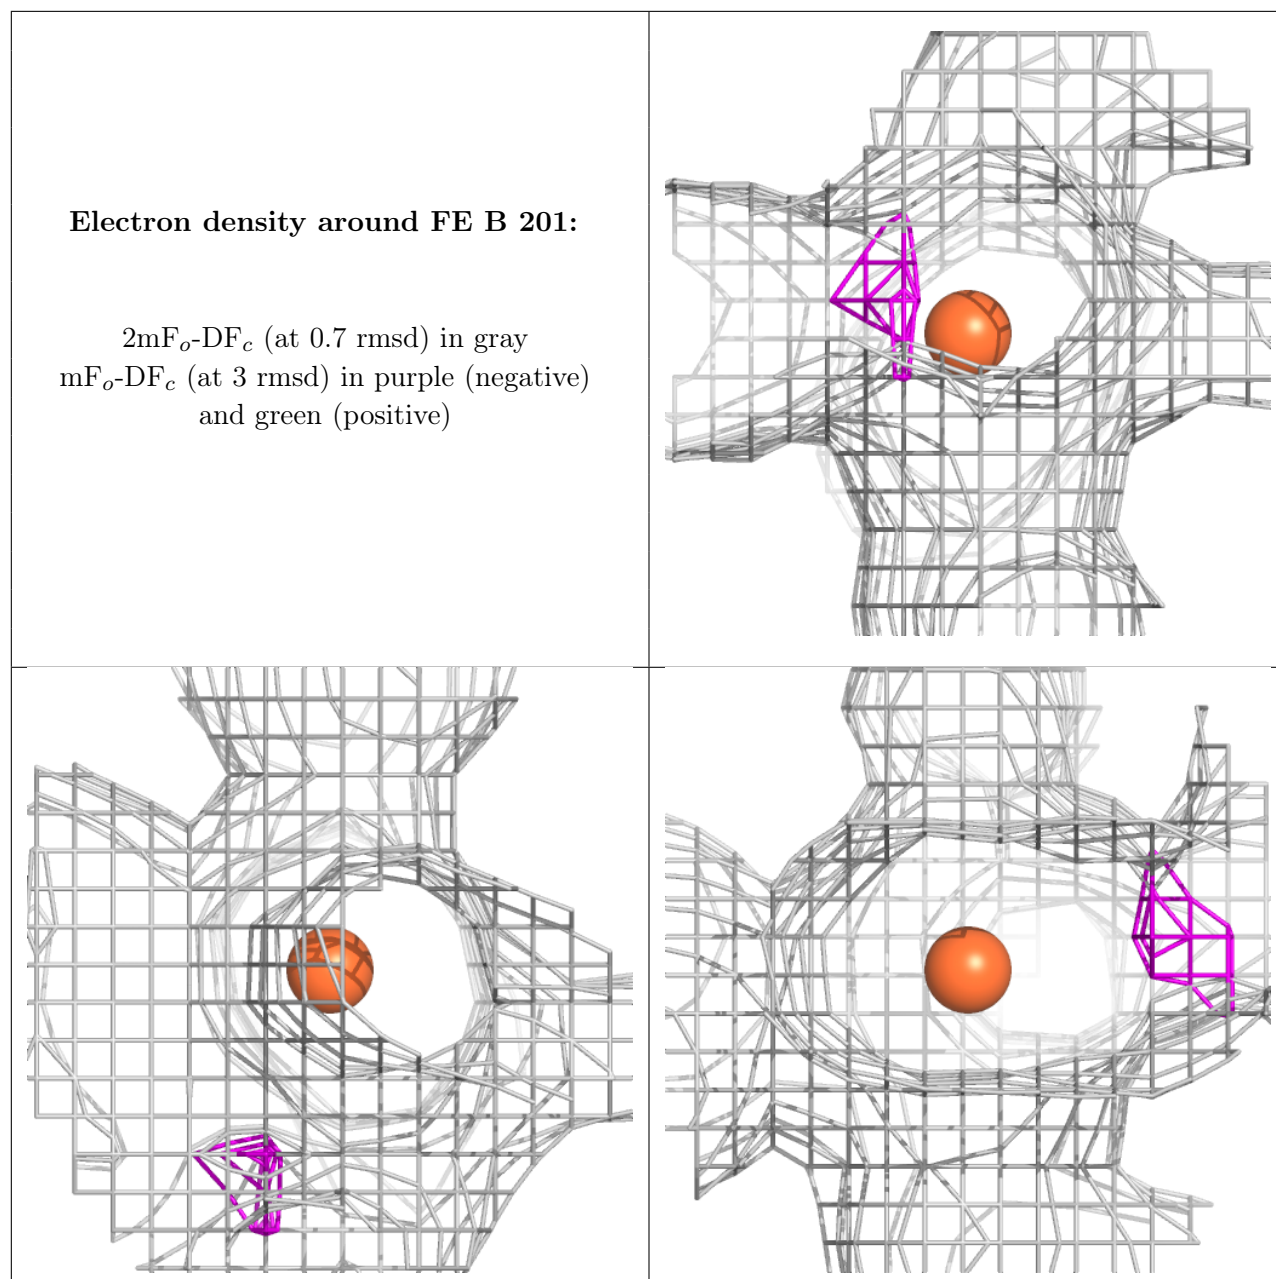 Electron density around FE B 201:
2mFo-DFc (at 0.7 rmsd) in gray
mFo-DFc (at 3 rmsd) in purple (negative)
and green (positive)